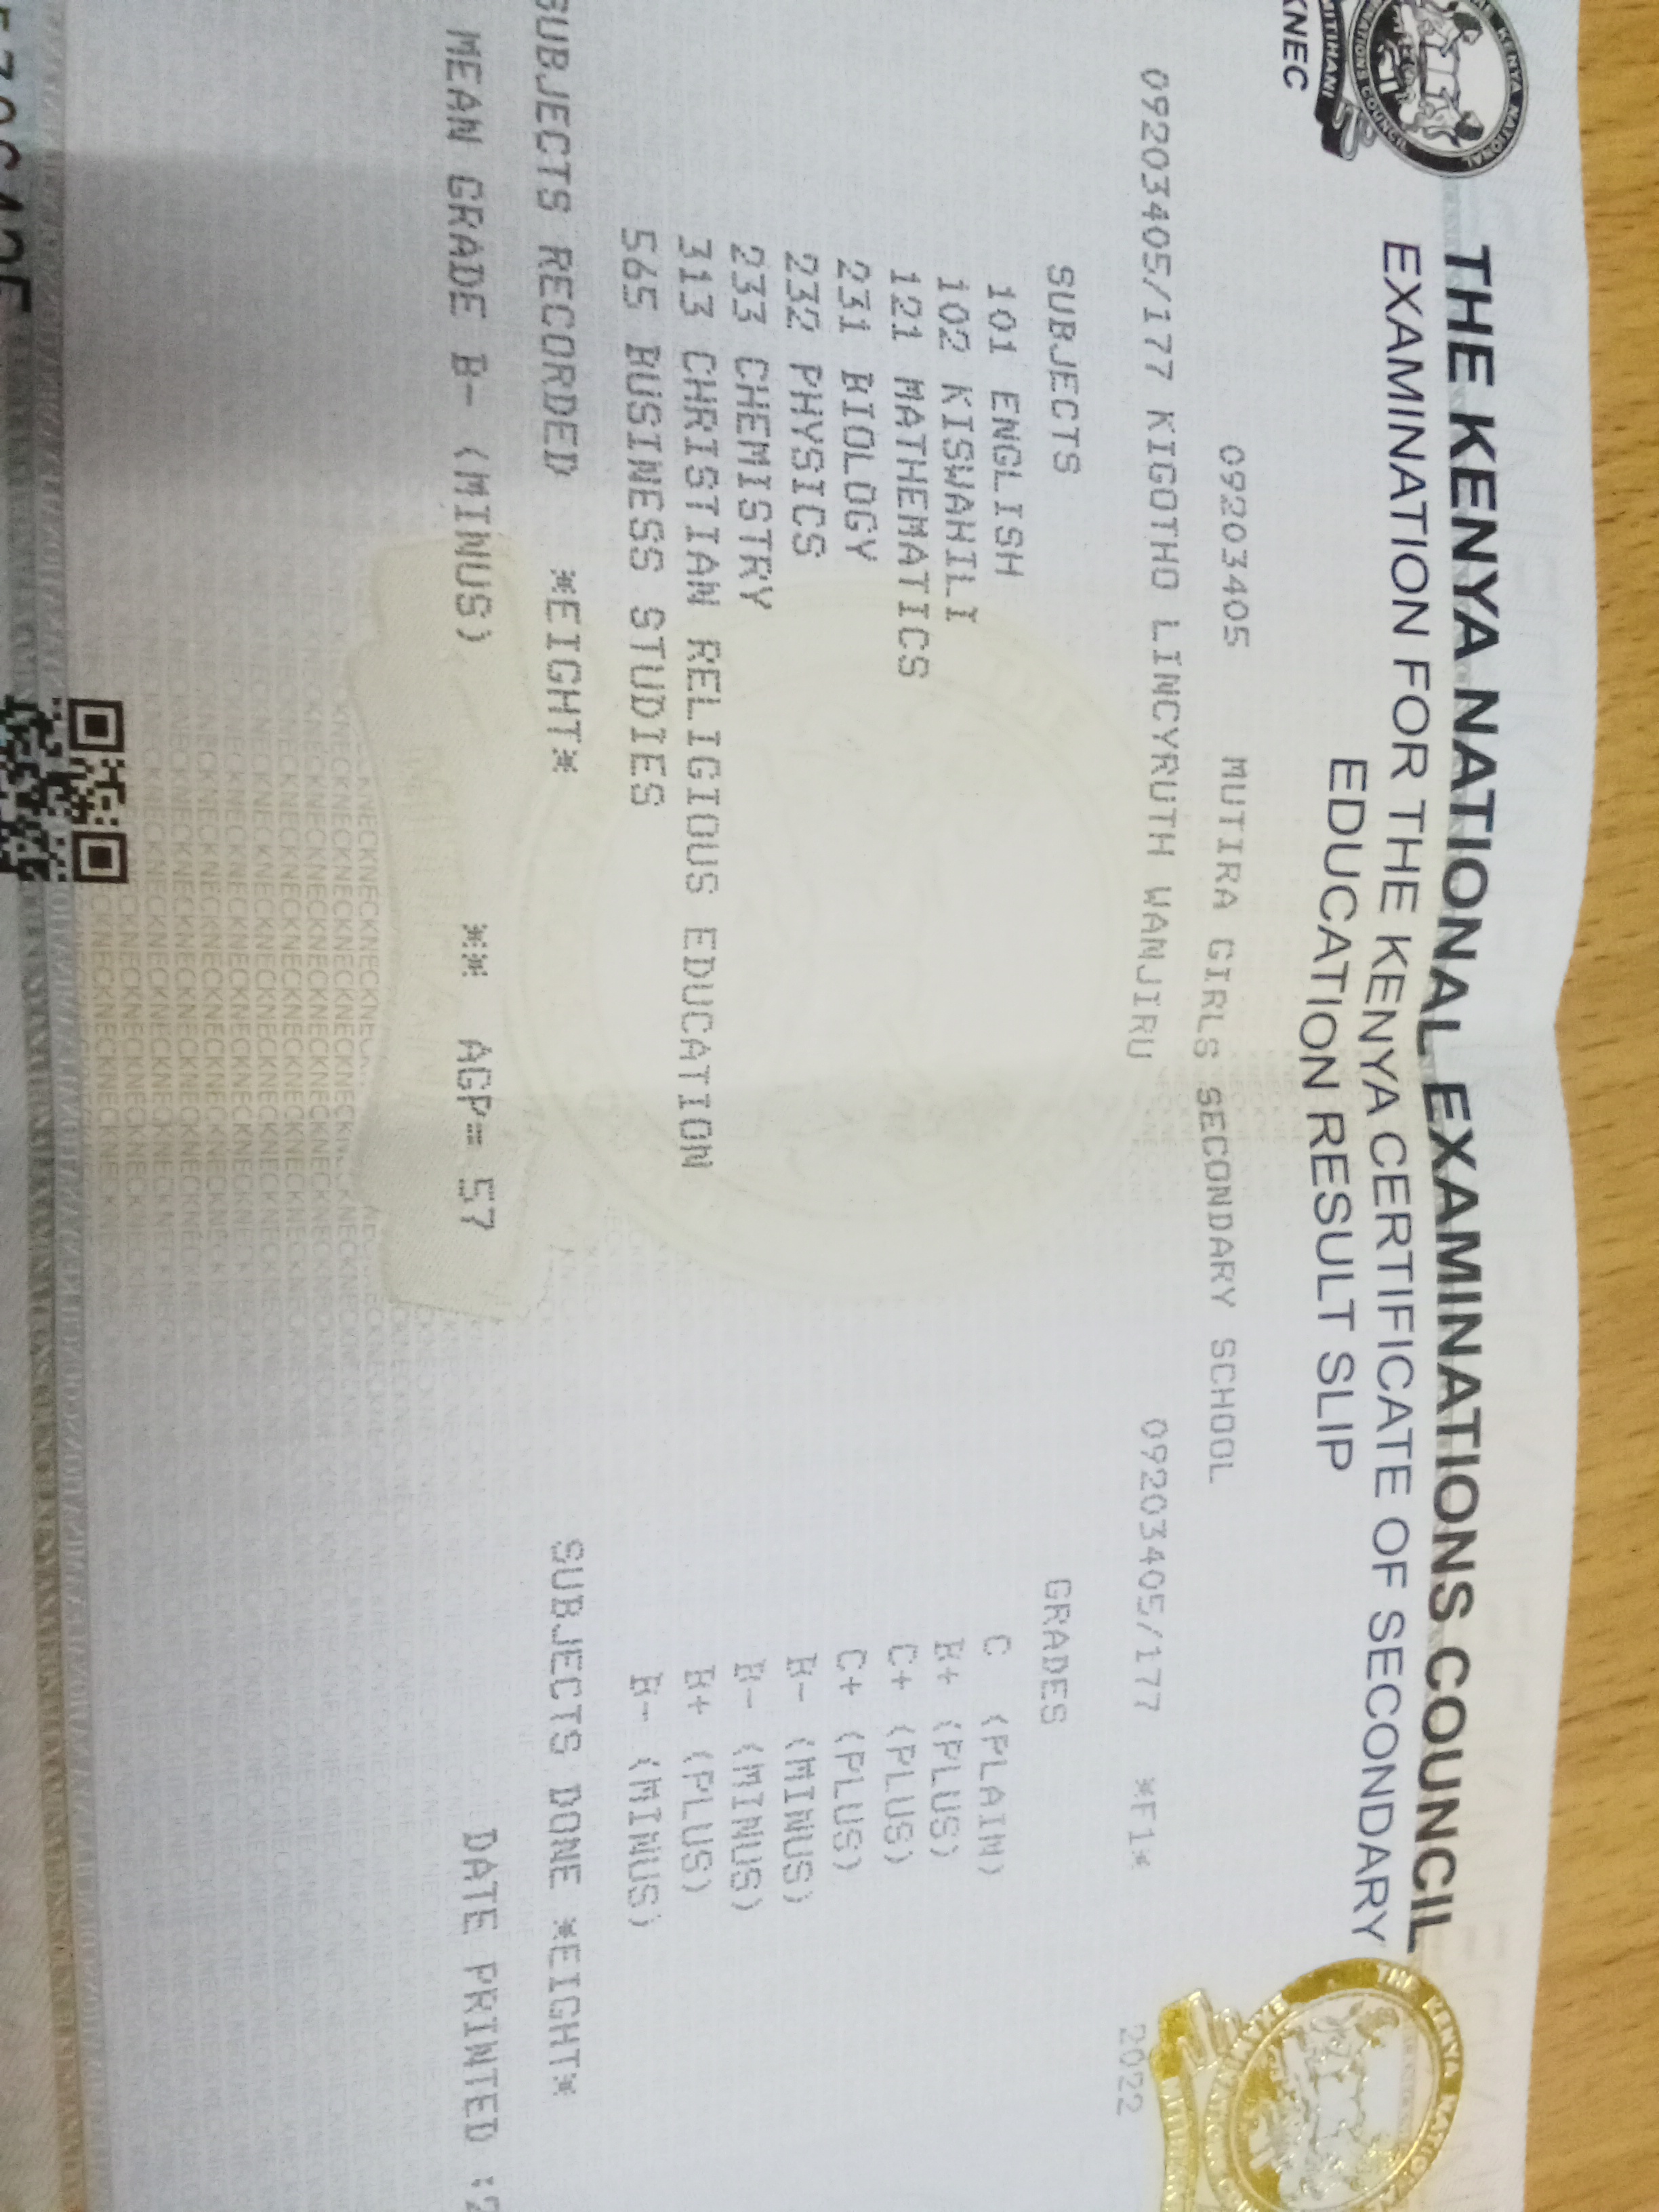 THE KENYA NATIONAL EXAMINATIONS COUNCIL
EXAMINATION FOR THE KENYA CERTIFICATE OF SECONDARY
EDUCATION RESULT SLIP
KNEC
09203405 MUTIRA GIRLS SECONDARY SCHOOL
09203405/177 KIGOTHO LINCYRUTH WANJIRU 09203405/177 *F1* 2022
SUBJECTS GRADES
101 ENGLISH C (PLAIN)
102 KISWAHILI B+ (PLUS)
121 MATHEMATICS C+ (PLUS)
231 BIOLOGY C+ (PLUS)
232 PHYSICS B- (MINUS)
233 CHEMISTRY B- (MINUS)
313 CHRISTIAN RELIGIOUS EDUCATION B+ (PLUS)
565 BUSINESS STUDIES B- (MINUS)
SUBJECTS RECORDED *EIGHT* SUBJECTS DONE *EIGHT*
MEAN GRADE B- (MINUS) ** AGP= 57 DATE PRINTED :2